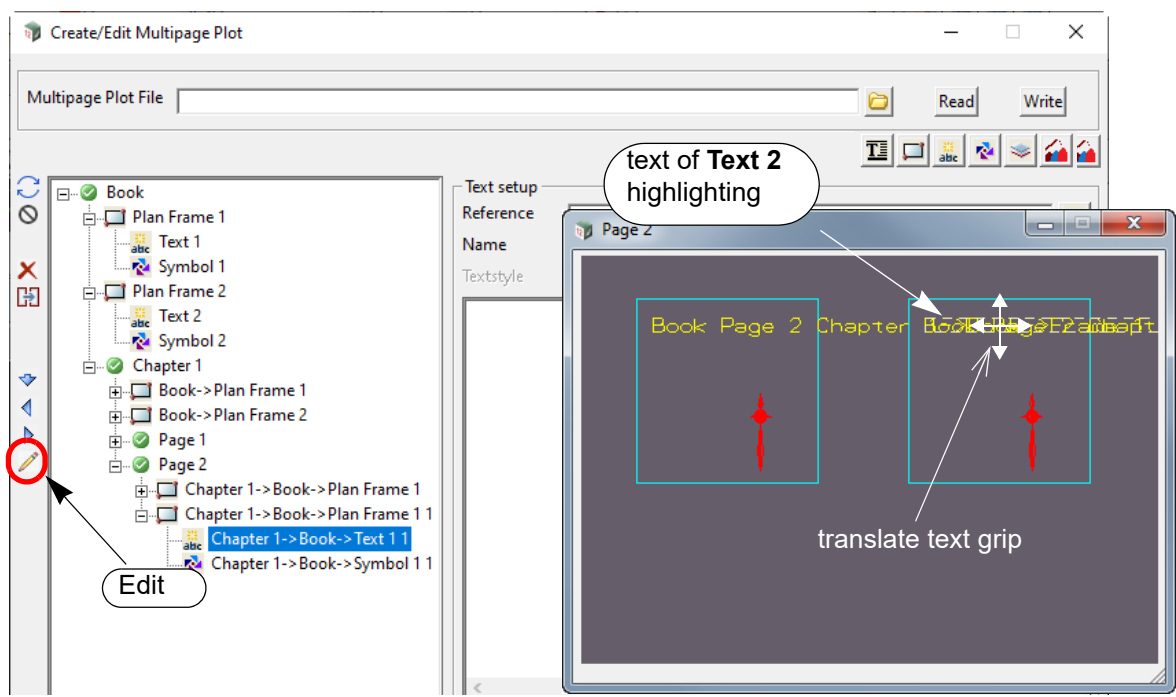 Create/Edit Multipage Plot
Multipage Plot File
Read
Write
text of Text 2
highlighting
Book
Plan Frame 1
Text 1
Symbol 1
Plan Frame 2
Text 2
Symbol 2
Chapter 1
Book->Plan Frame 1
Book->Plan Frame 2
Page 1
Page 2
Chapter 1->Book->Plan Frame 1
Chapter 1->Book->Plan Frame 1 1
Chapter 1->Book->Text 1 1
Chapter 1->Book->Symbol 1 1
Edit
Text setup
Reference
Name
Textstyle
Page 2
Book Page 2 Chapter
translate text grip